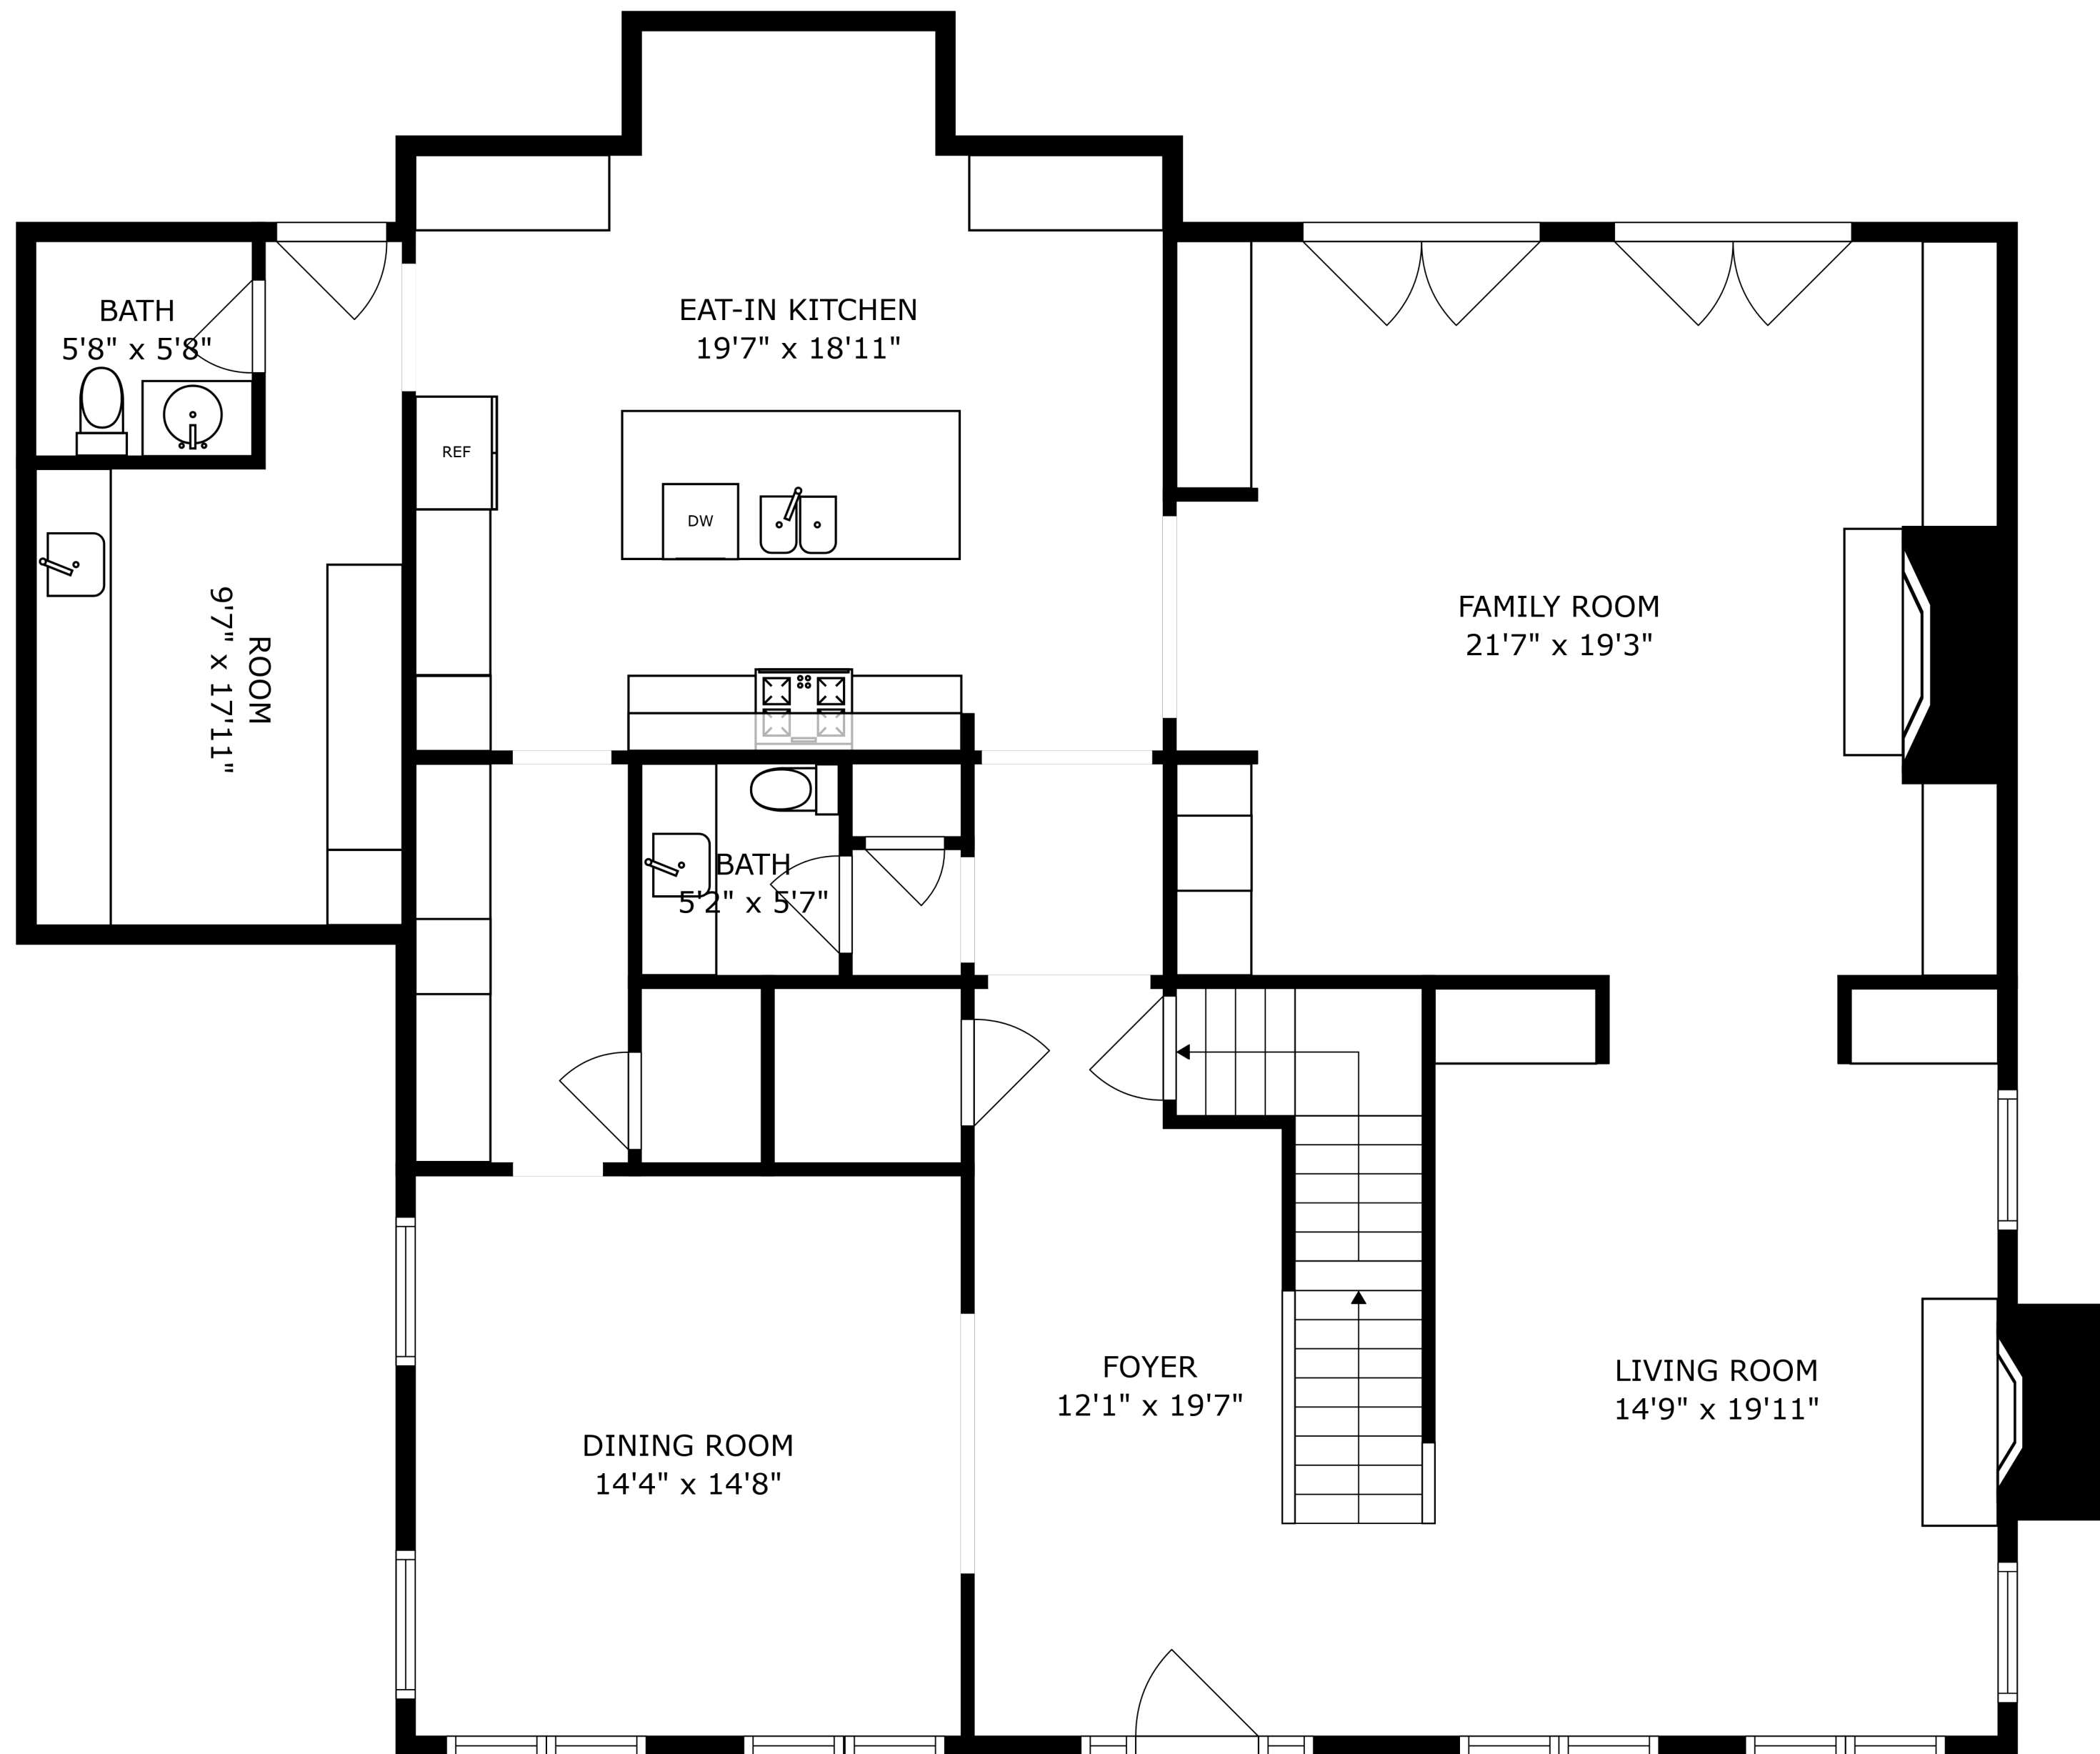 BATH
5'8" x 5'8"
EAT-IN KITCHEN
19'7" x 18'11"
REF
DW
ROOM
9'7" x 17'11"
FAMILY ROOM
21'7" x 19'3"
BATH
5'2" x 5'7"
FOYER
12'1" x 19'7"
LIVING ROOM
14'9" x 19'11"
DINING ROOM
14'4" x 14'8"